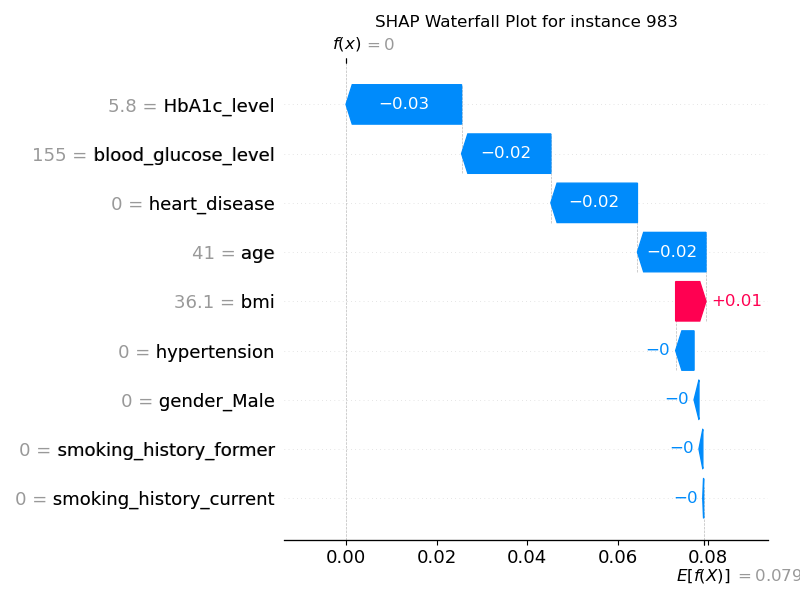 SHAP Waterfall Plot for instance 983
f(x) = 0
5.8 = HbA1c_level
−0.03
155 = blood_glucose_level
−0.02
0 = heart_disease
−0.02
41 = age
−0.02
36.1 = bmi
+0.01
0 = hypertension
−0
0 = gender_Male
−0
0 = smoking_history_former
−0
0 = smoking_history_current
−0
0.00 0.02 0.04 0.06 0.08
E[f(X)] = 0.079